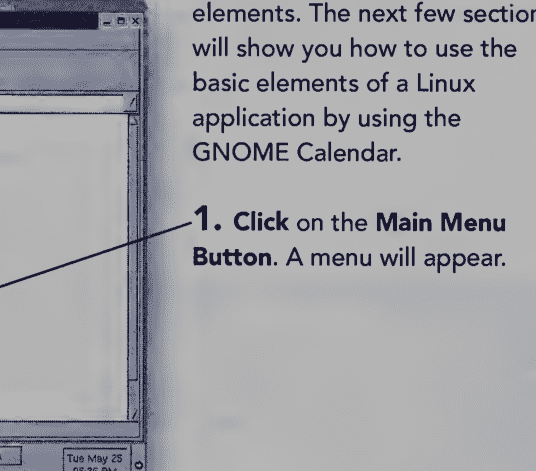 elements. The next few section
will show you how to use the
basic elements of a Linux
application by using the
GNOME Calendar.
1. Click on the Main Menu
Button. A menu will appear.
Tue May 25